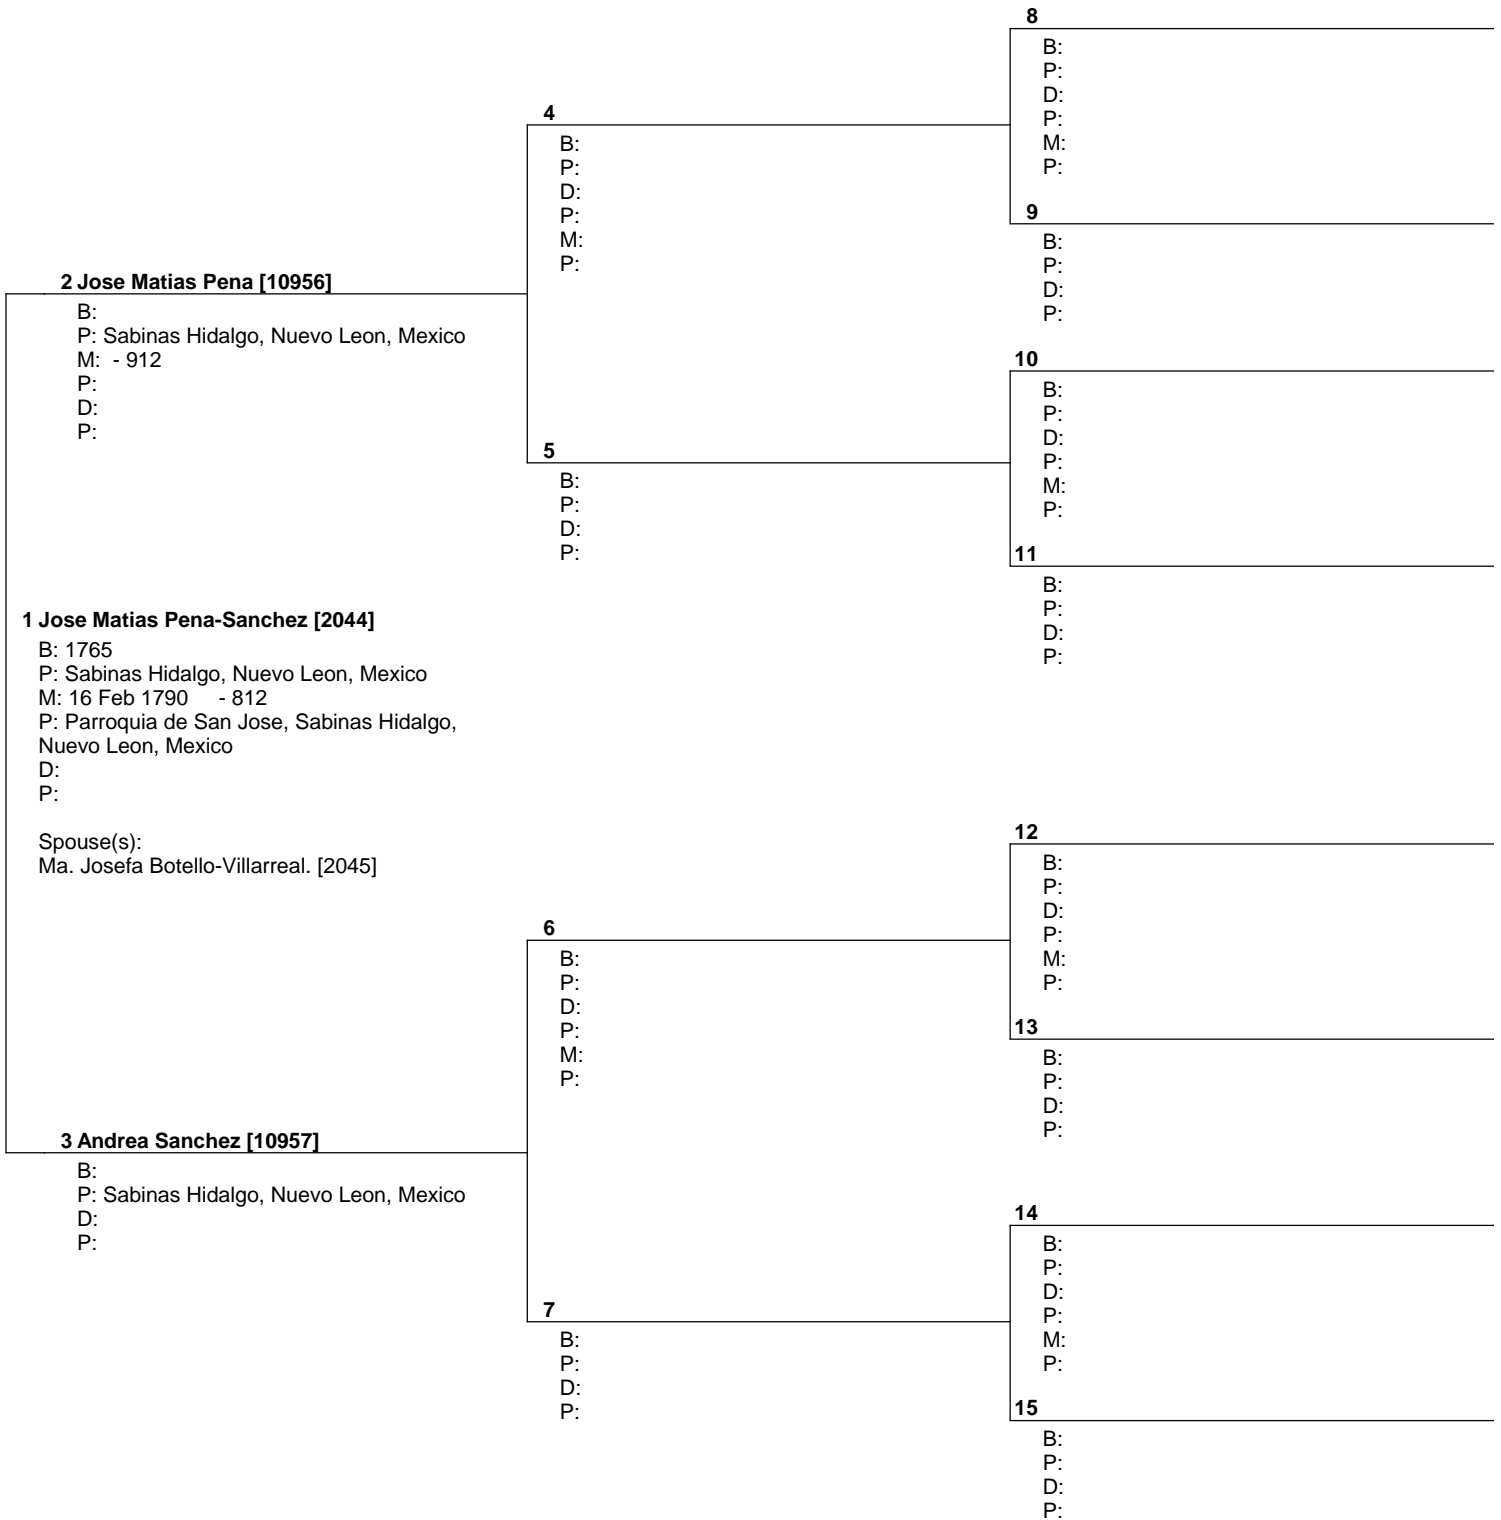 8
B:
P:
D:
P:
M:
P:
4
B:
P:
D:
P:
M:
P:
9
B:
P:
D:
P:
2 Jose Matias Pena [10956]
B:
P: Sabinas Hidalgo, Nuevo Leon, Mexico
M: - 912
P:
D:
P:
10
B:
P:
D:
P:
M:
P:
5
B:
P:
D:
P:
11
B:
P:
D:
P:
1 Jose Matias Pena-Sanchez [2044]
B: 1765
P: Sabinas Hidalgo, Nuevo Leon, Mexico
M: 16 Feb 1790 - 812
P: Parroquia de San Jose, Sabinas Hidalgo,
Nuevo Leon, Mexico
D:
P:
Spouse(s):
Ma. Josefa Botello-Villarreal. [2045]
12
B:
P:
D:
P:
M:
P:
6
B:
P:
D:
P:
M:
P:
13
B:
P:
D:
P:
3 Andrea Sanchez [10957]
B:
P: Sabinas Hidalgo, Nuevo Leon, Mexico
D:
P:
14
B:
P:
D:
P:
M:
P:
7
B:
P:
D:
P:
15
B:
P:
D:
P: